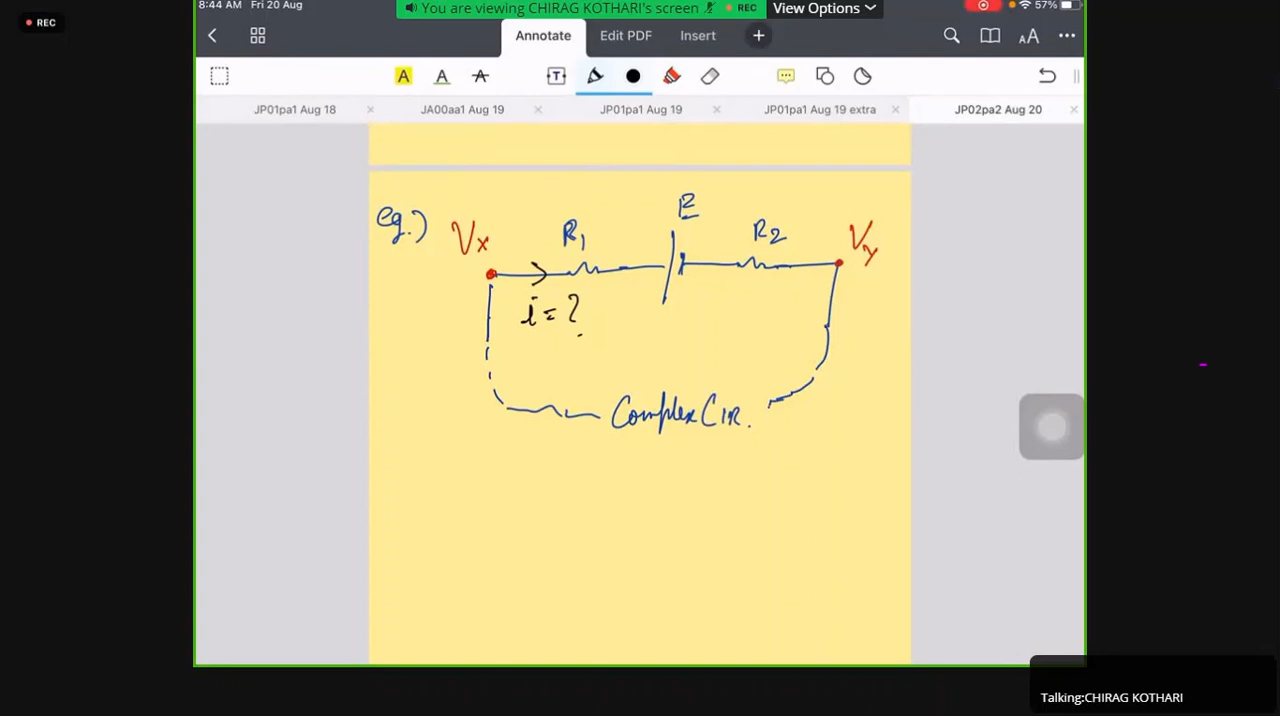 8:44 AM Fri 20 Aug
You are viewing CHIRAG KOTHARI's screen
REC
View Options
57%
REC
Annotate
Edit PDF
Insert
JP01pa1 Aug 18
JA00aa1 Aug 19
JP01pa1 Aug 19
JP01pa1 Aug 19 extra
JP02pa2 Aug 20
eg.)
Vx
R1
E
R2
Vy
i = ?
Complex CIR.
Talking:CHIRAG KOTHARI